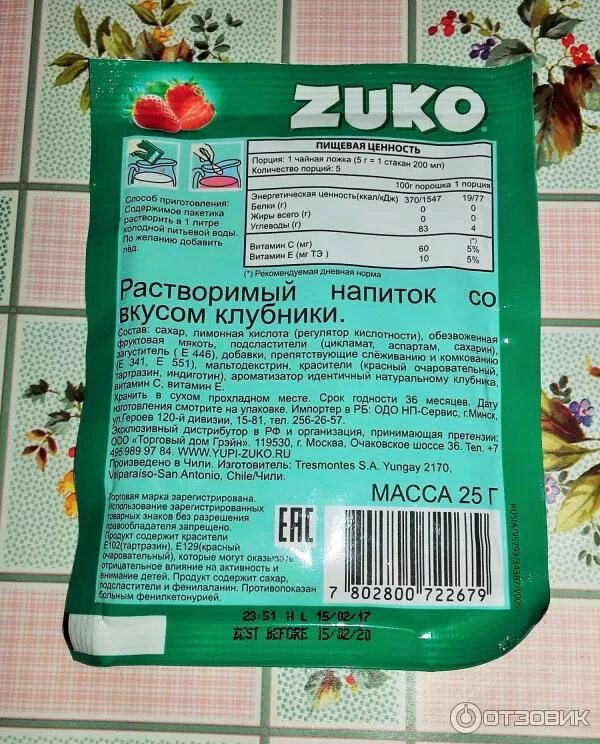 ZUKO
®
ПИЩЕВАЯ ЦЕННОСТЬ
Порция: 1 чайная ложка (5 г = 1 стакан 200 мл)
Количество порций: 5
100г порошка 1 порция
Энергетическая ценность(ккал/кДж) 370/1547 19/77
Белки (г) 0 0
Жиры всего (г) 0 0
Углеводы (г) 83 4
(*)
Витамин С (мг) 60 5%
Витамин Е (мг ТЭ ) 10 5%
(*) Рекомендуемая дневная норма
Способ приготовления:
Содержимое пакетика
растворить в 1 литре
холодной питьевой воды.
По желанию добавить
лёд.
Растворимый напиток со
вкусом клубники.
Состав: сахар, лимонная кислота (регулятор кислотности), обезвоженная
фруктовая мякоть, подсластители (цикламат, аспартам, сахарин),
загуститель ( Е 446), добавки, препятствующие слёживанию и комкованию
(Е 341, Е 551), мальтодекстрин, красители (красный очаровательный,
тартразин, индиготин), ароматизатор идентичный натуральному клубника,
витамин С, витамин Е.
Хранить в сухом прохладном месте. Срок годности 36 месяцев. Дату
изготовления смотрите на упаковке. Импортер в РБ: ОДО НП-Сервис, г.Минск,
ул.Героев 120-й дивизии, 15-81, тел. 256-26-57.
Эксклюзивный дистрибутор в РФ и организация, принимающая претензии:
ООО «Торговый дом Грэйн». 119530, г. Москва, Очаковское шоссе 36. Тел. +7
495 989 97 84. WWW.YUPI-ZUKO.RU
Произведено в Чили. Изготовитель: Tresmontes S.A. Yungay 2170,
Valparaíso-San Antonio, Chile/Чили.
МАССА 25 Г
Торговая марка зарегистрирована.
Использование зарегистрированных
товарных знаков без разрешения
правообладателя запрещено.
Продукт содержит красители
Е102(тартразин), Е129(красный
очаровательный), которые могут оказывать
отрицательное влияние на активность и
внимание детей. Продукт содержит сахар,
подсластители и фенилаланин. Противопоказан
больным фенилкетонурией.
ЕАС
7 802800 722679
23:51 H L 15/02/17
BEST BEFORE 15/02/20
ОТЗОВИК